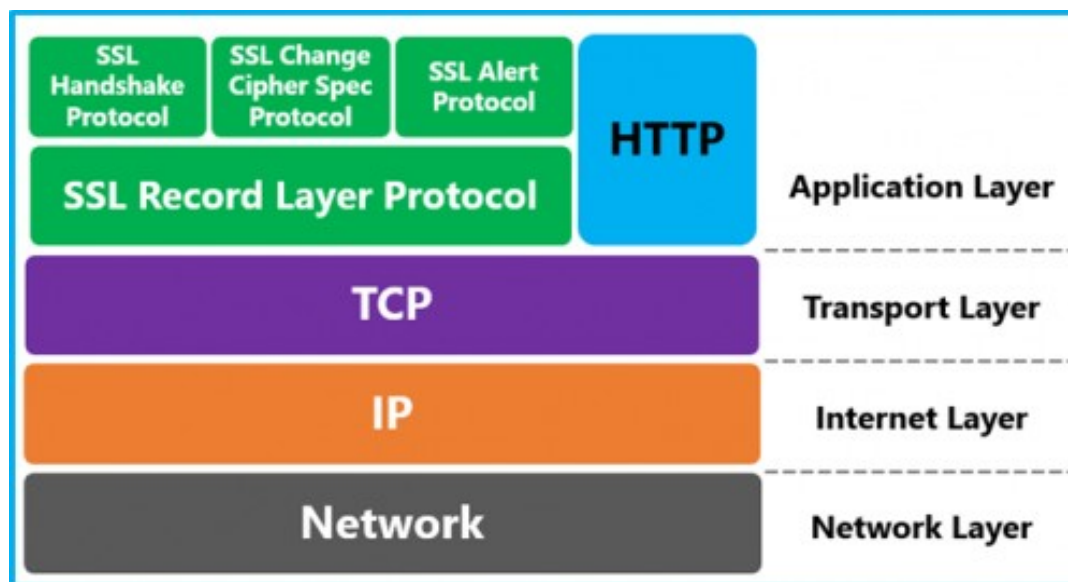 SSL
Handshake
Protocol
SSL Change
Cipher Spec
Protocol
SSL Alert
Protocol
HTTP
SSL Record Layer Protocol
Application Layer
TCP
Transport Layer
IP
Internet Layer
Network
Network Layer